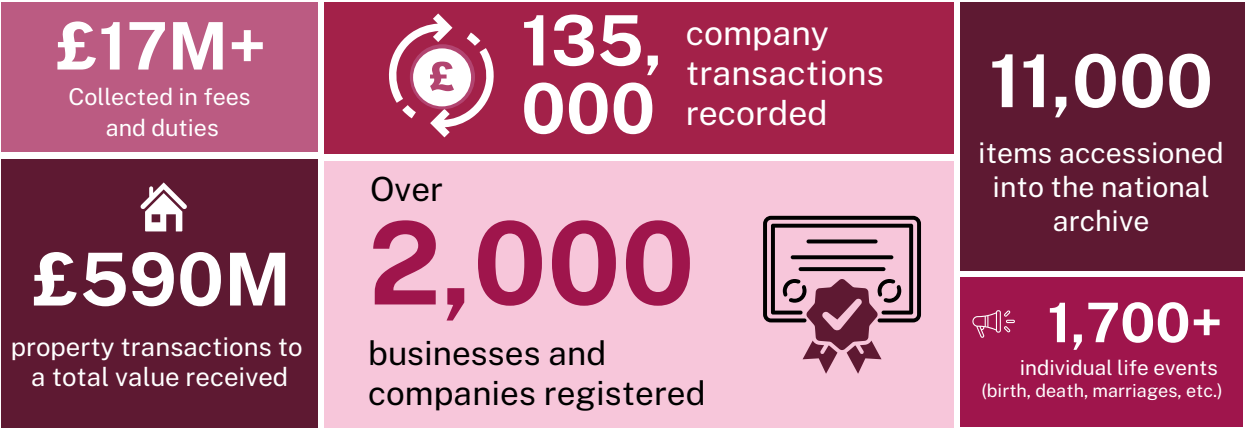 £17M+
Collected in fees
and duties
£590M
property transactions to
a total value received
£
135,
000
company
transactions
recorded
Over
2,000
businesses and
companies registered
11,000
items accessioned
into the national
archive
1,700+
individual life events
(birth, death, marriages, etc.)